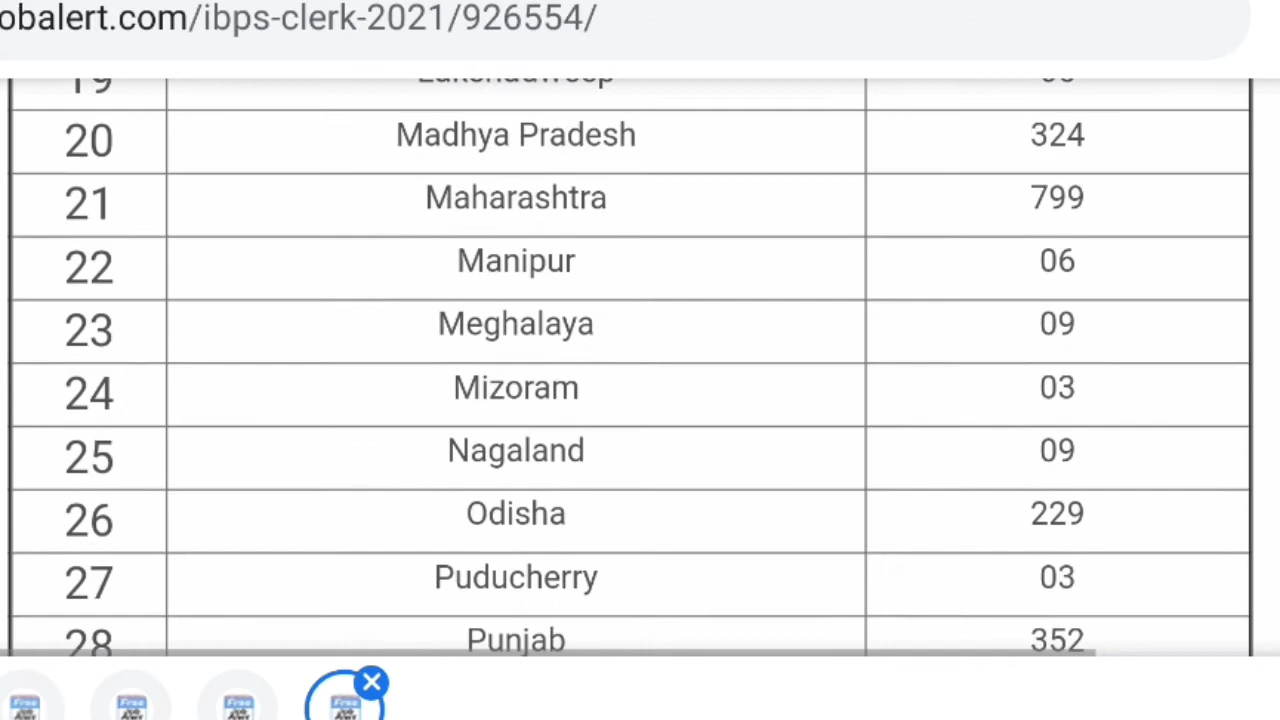 obalert.com/ibps-clerk-2021/926554/
19
20 Madhya Pradesh 324
21 Maharashtra 799
22 Manipur 06
23 Meghalaya 09
24 Mizoram 03
25 Nagaland 09
26 Odisha 229
27 Puducherry 03
28 Punjab 352